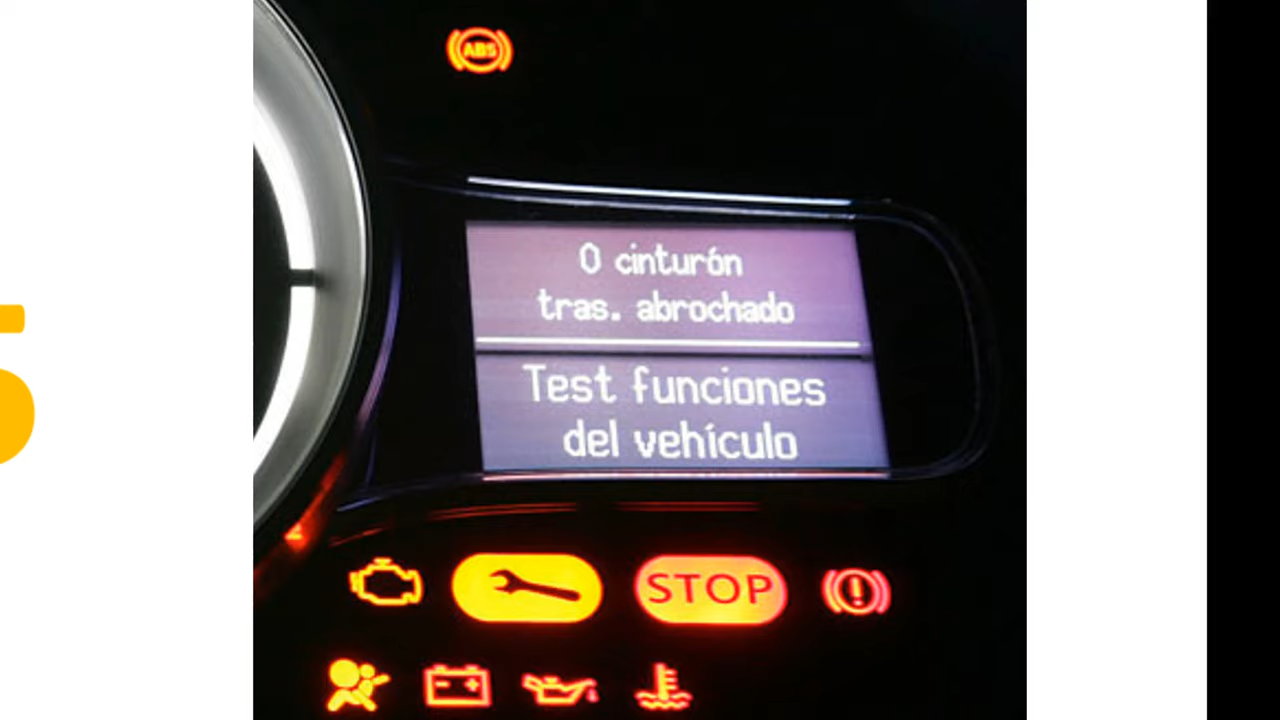 ABS
0 cinturón
tras. abrochado
Test funciones
del vehículo
STOP